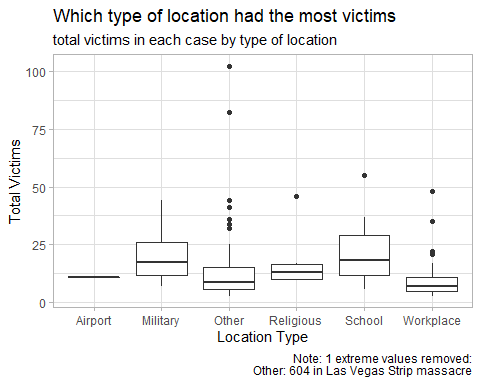 Which type of location had the most victims
total victims in each case by type of location
Total Victims
100
75
50
25
0
Airport Military Other Religious School Workplace
Location Type
Note: 1 extreme values removed:
Other: 604 in Las Vegas Strip massacre